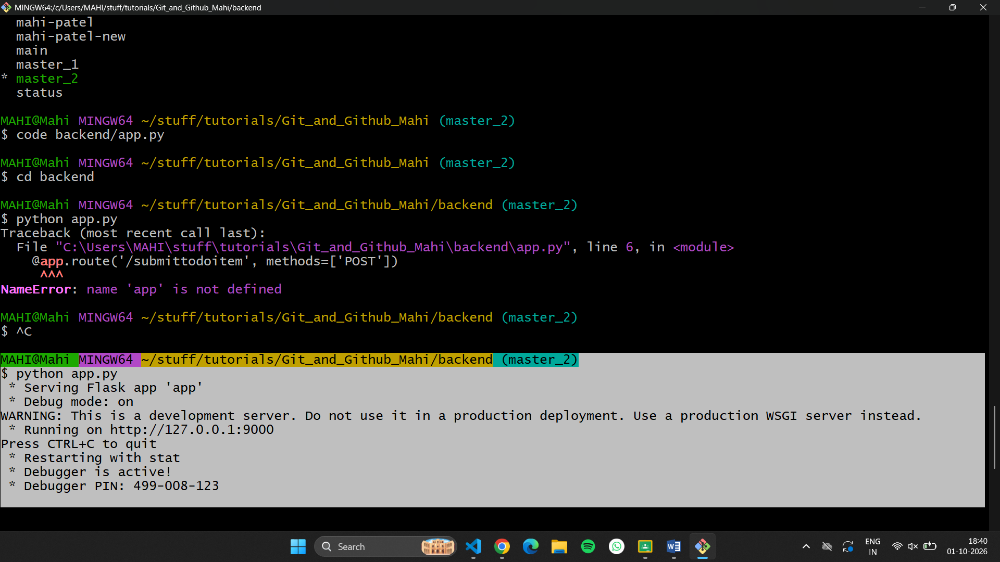 MINGW64:/c/Users/MAHI/stuff/tutorials/Git_and_Github_Mahi/backend
mahi-patel
mahi-patel-new
main
master_1
* master_2
status
MAHI@Mahi MINGW64 ~/stuff/tutorials/Git_and_Github_Mahi (master_2)
$ code backend/app.py
MAHI@Mahi MINGW64 ~/stuff/tutorials/Git_and_Github_Mahi (master_2)
$ cd backend
MAHI@Mahi MINGW64 ~/stuff/tutorials/Git_and_Github_Mahi/backend (master_2)
$ python app.py
Traceback (most recent call last):
File "C:\Users\MAHI\stuff\tutorials\Git_and_Github_Mahi\backend\app.py", line 6, in <module>
@app.route('/submittodoitem', methods=['POST'])
^^^
NameError: name 'app' is not defined
MAHI@Mahi MINGW64 ~/stuff/tutorials/Git_and_Github_Mahi/backend (master_2)
$ ^C
MAHI@Mahi MINGW64 ~/stuff/tutorials/Git_and_Github_Mahi/backend (master_2)
$ python app.py
* Serving Flask app 'app'
* Debug mode: on
WARNING: This is a development server. Do not use it in a production deployment. Use a production WSGI server instead.
* Running on http://127.0.0.1:9000
Press CTRL+C to quit
* Restarting with stat
* Debugger is active!
* Debugger PIN: 499-008-123
Search
ENG
IN
18:40
01-10-2026